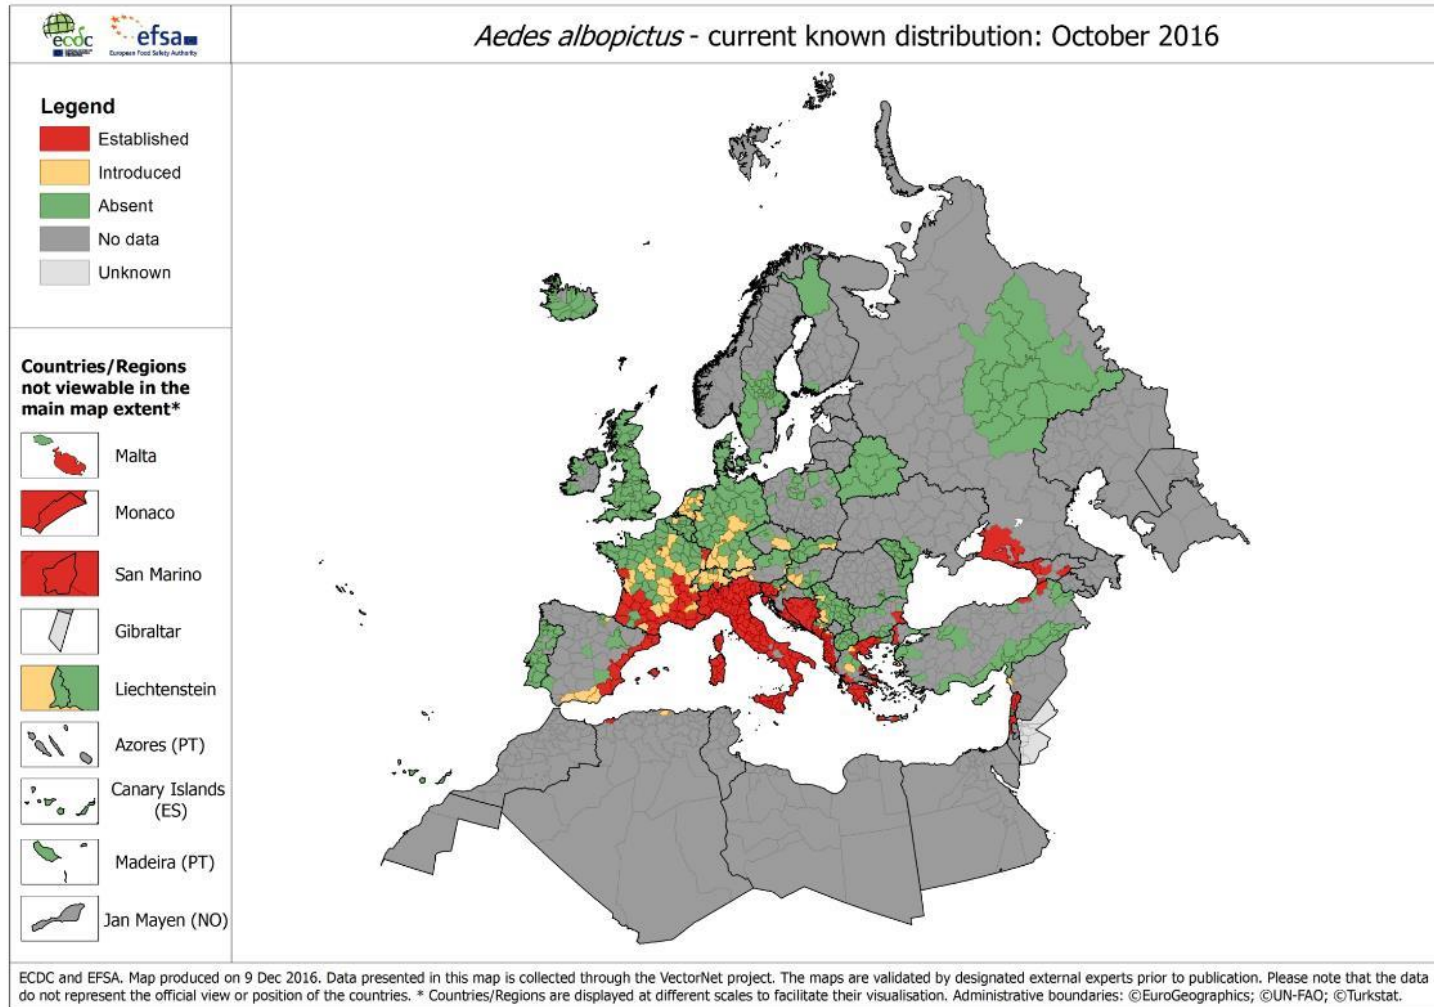 ecdc
efsa
European Food Safety Authority
Aedes albopictus - current known distribution: October 2016
Legend
Established
Introduced
Absent
No data
Unknown
Countries/Regions
not viewable in the
main map extent*
Malta
Monaco
San Marino
Gibraltar
Liechtenstein
Azores (PT)
Canary Islands
(ES)
Madeira (PT)
Jan Mayen (NO)
ECDC and EFSA. Map produced on 9 Dec 2016. Data presented in this map is collected through the VectorNet project. The maps are validated by designated external experts prior to publication. Please note that the data
do not represent the official view or position of the countries. * Countries/Regions are displayed at different scales to facilitate their visualisation. Administrative boundaries: ©EuroGeographics; ©UN-FAO; ©Turkstat.